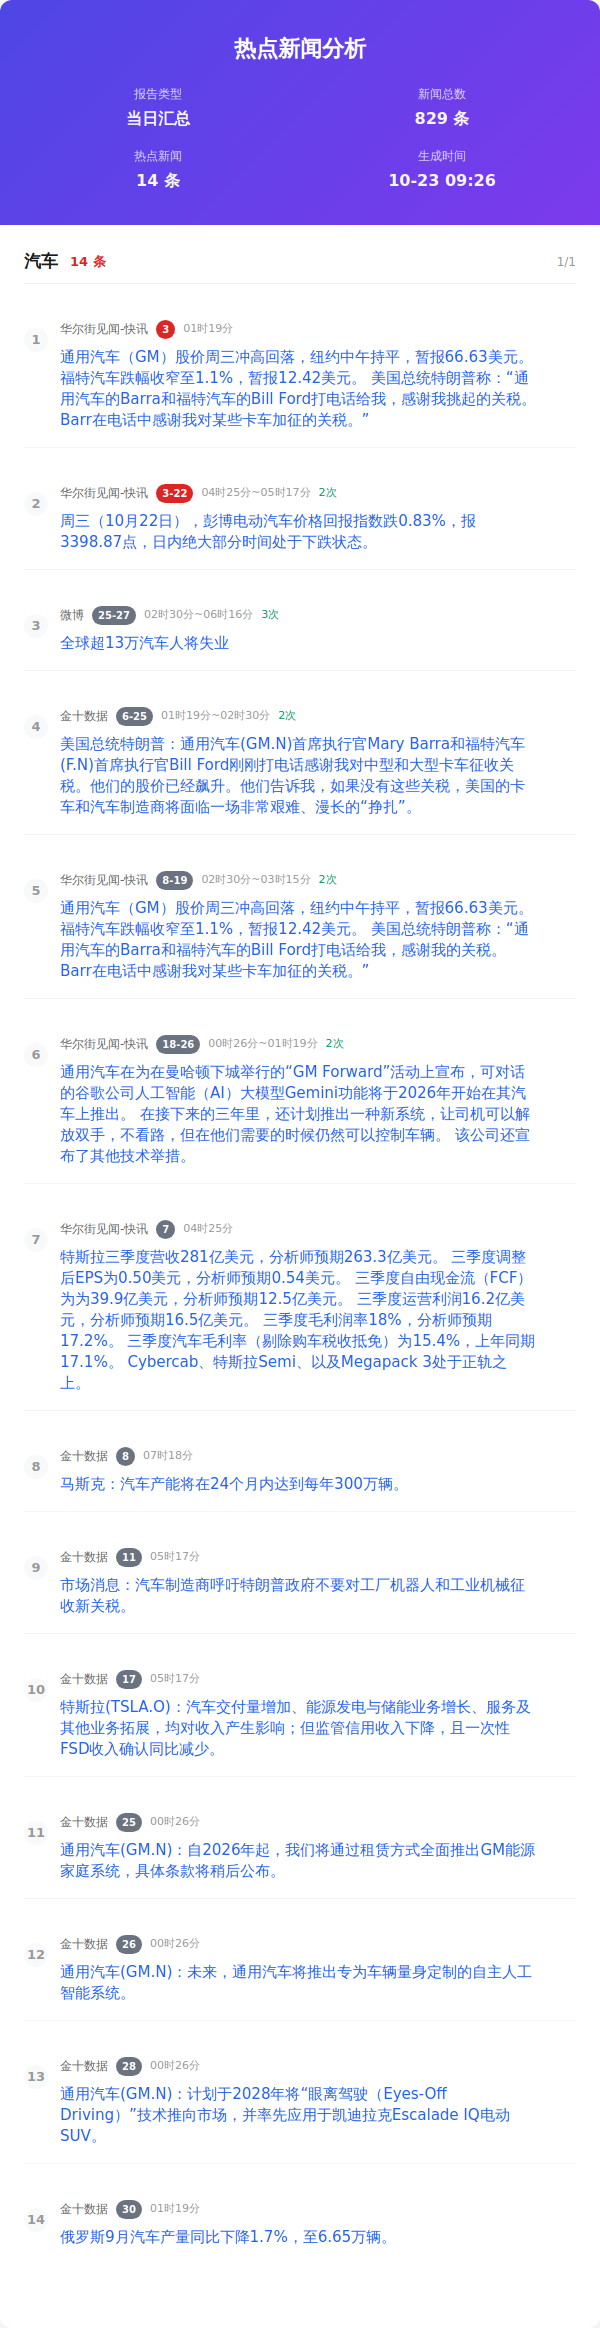 热点新闻分析
报告类型
当日汇总
新闻总数
829 条
热点新闻
14 条
生成时间
10-23 09:26
汽车 14 条 1/1
1
华尔街见闻-快讯 3 01时19分
通用汽车（GM）股价周三冲高回落，纽约中午持平，暂报66.63美元。
福特汽车跌幅收窄至1.1%，暂报12.42美元。 美国总统特朗普称：“通
用汽车的Barra和福特汽车的Bill Ford打电话给我，感谢我挑起的关税。
Barr在电话中感谢我对某些卡车加征的关税。”
2
华尔街见闻-快讯 3-22 04时25分~05时17分 2次
周三（10月22日），彭博电动汽车价格回报指数跌0.83%，报
3398.87点，日内绝大部分时间处于下跌状态。
3
微博 25-27 02时30分~06时16分 3次
全球超13万汽车人将失业
4
金十数据 6-25 01时19分~02时30分 2次
美国总统特朗普：通用汽车(GM.N)首席执行官Mary Barra和福特汽车
(F.N)首席执行官Bill Ford刚刚打电话感谢我对中型和大型卡车征收关
税。他们的股价已经飙升。他们告诉我，如果没有这些关税，美国的卡
车和汽车制造商将面临一场非常艰难、漫长的“挣扎”。
5
华尔街见闻-快讯 8-19 02时30分~03时15分 2次
通用汽车（GM）股价周三冲高回落，纽约中午持平，暂报66.63美元。
福特汽车跌幅收窄至1.1%，暂报12.42美元。 美国总统特朗普称：“通
用汽车的Barra和福特汽车的Bill Ford打电话给我，感谢我的关税。
Barr在电话中感谢我对某些卡车加征的关税。”
6
华尔街见闻-快讯 18-26 00时26分~01时19分 2次
通用汽车在为在曼哈顿下城举行的“GM Forward”活动上宣布，可对话
的谷歌公司人工智能（AI）大模型Gemini功能将于2026年开始在其汽
车上推出。 在接下来的三年里，还计划推出一种新系统，让司机可以解
放双手，不看路，但在他们需要的时候仍然可以控制车辆。 该公司还宣
布了其他技术举措。
7
华尔街见闻-快讯 7 04时25分
特斯拉三季度营收281亿美元，分析师预期263.3亿美元。 三季度调整
后EPS为0.50美元，分析师预期0.54美元。 三季度自由现金流（FCF）
为为39.9亿美元，分析师预期12.5亿美元。 三季度运营利润16.2亿美
元，分析师预期16.5亿美元。 三季度毛利润率18%，分析师预期
17.2%。 三季度汽车毛利率（剔除购车税收抵免）为15.4%，上年同期
17.1%。 Cybercab、特斯拉Semi、以及Megapack 3处于正轨之
上。
8
金十数据 8 07时18分
马斯克：汽车产能将在24个月内达到每年300万辆。
9
金十数据 11 05时17分
市场消息：汽车制造商呼吁特朗普政府不要对工厂机器人和工业机械征
收新关税。
10
金十数据 17 05时17分
特斯拉(TSLA.O)：汽车交付量增加、能源发电与储能业务增长、服务及
其他业务拓展，均对收入产生影响；但监管信用收入下降，且一次性
FSD收入确认同比减少。
11
金十数据 25 00时26分
通用汽车(GM.N)：自2026年起，我们将通过租赁方式全面推出GM能源
家庭系统，具体条款将稍后公布。
12
金十数据 26 00时26分
通用汽车(GM.N)：未来，通用汽车将推出专为车辆量身定制的自主人工
智能系统。
13
金十数据 28 00时26分
通用汽车(GM.N)：计划于2028年将“眼离驾驶（Eyes-Off
Driving）”技术推向市场，并率先应用于凯迪拉克Escalade IQ电动
SUV。
14
金十数据 30 01时19分
俄罗斯9月汽车产量同比下降1.7%，至6.65万辆。